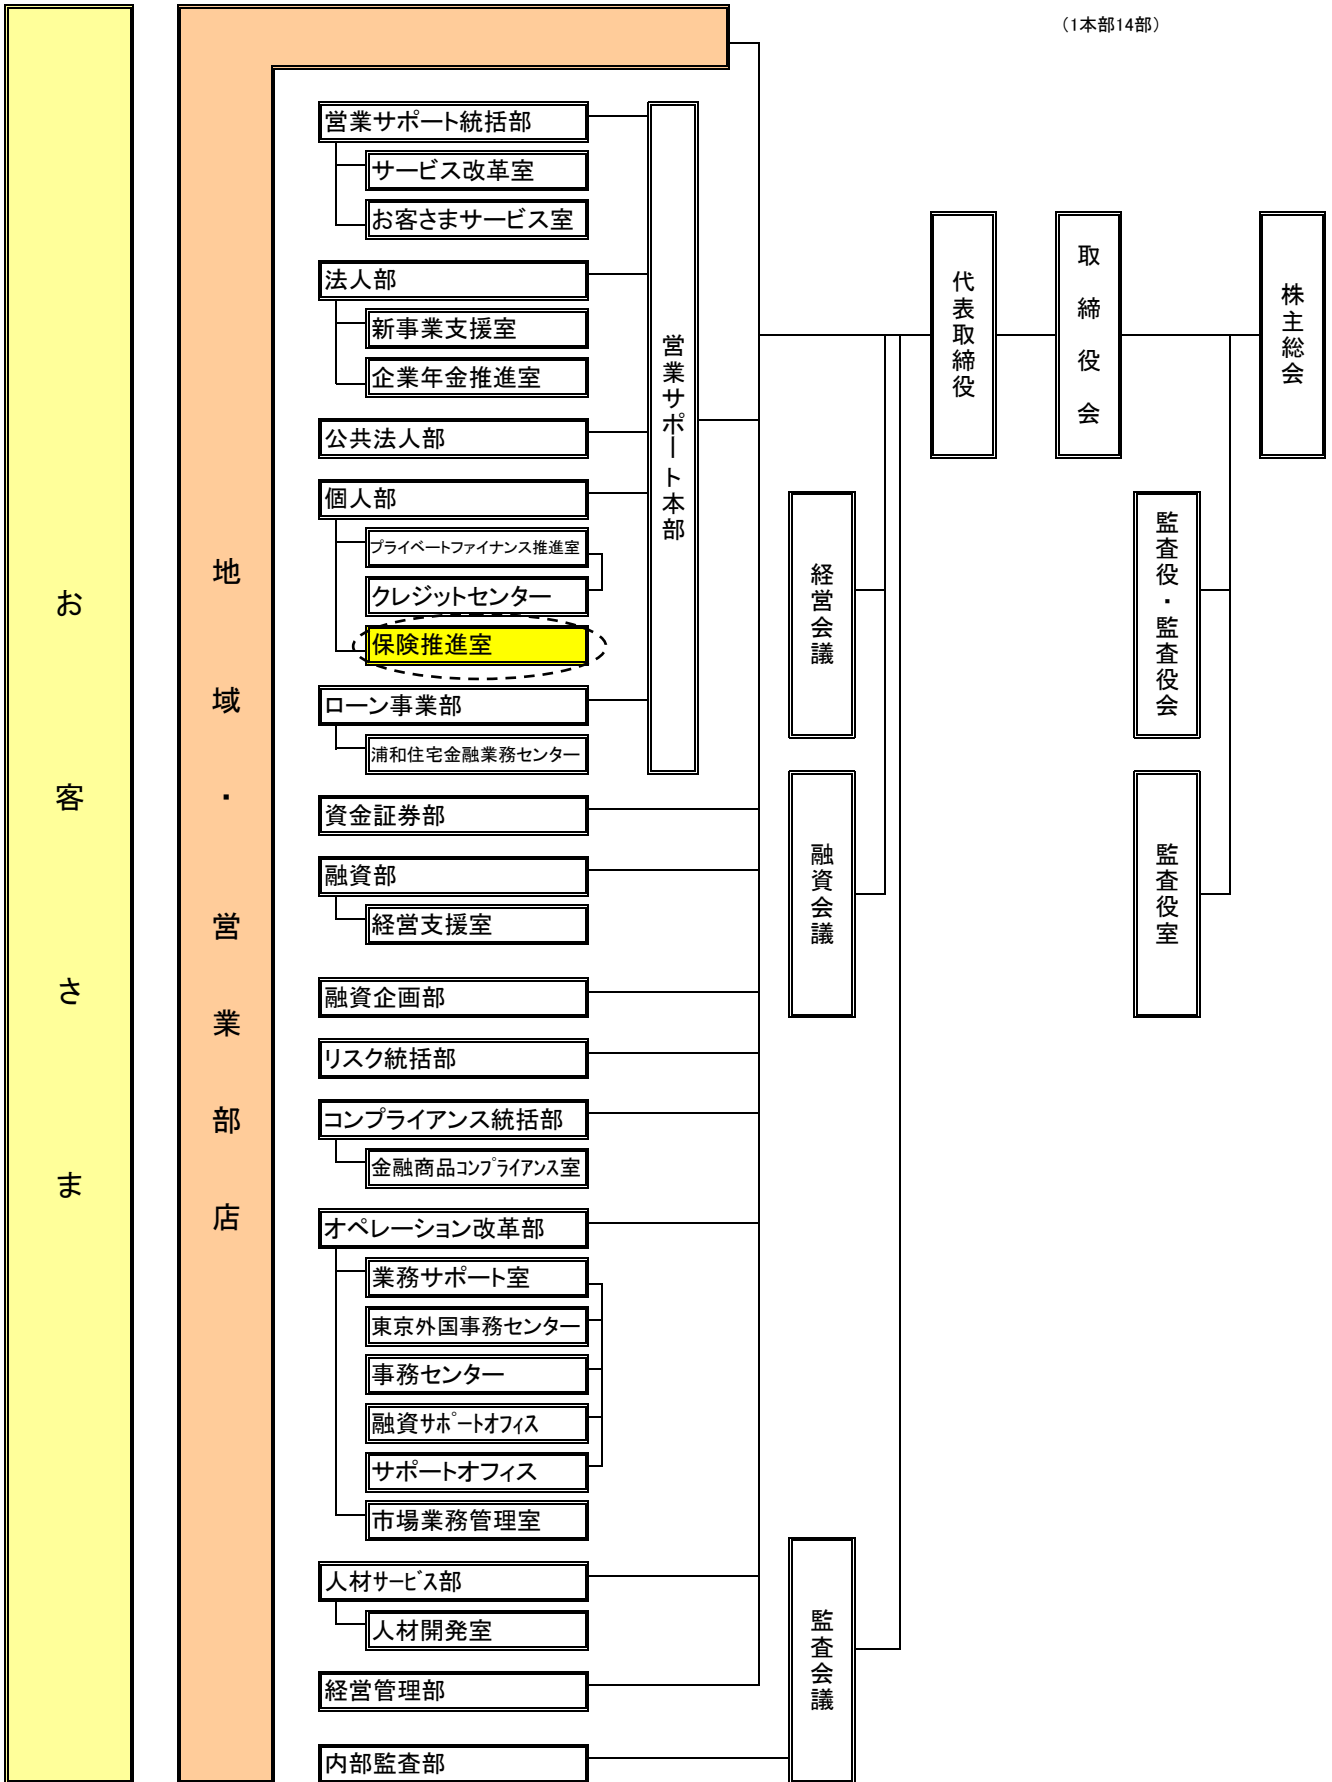 （1本部14部）
お客さま
地域・営業部店
営業サポート統括部
サービス改革室
お客さまサービス室
法人部
新事業支援室
企業年金推進室
公共法人部
個人部
プライベートファイナンス推進室
クレジットセンター
保険推進室
ローン事業部
浦和住宅金融業務センター
資金証券部
融資部
経営支援室
融資企画部
リスク統括部
コンプライアンス統括部
金融商品ｺﾝﾌﾟﾗｲｱﾝｽ室
オペレーション改革部
業務サポート室
東京外国事務センター
事務センター
融資ｻﾎﾟｰﾄｵﾌｨｽ
サポートオフィス
市場業務管理室
人材ｻｰﾋﾞｽ部
人材開発室
経営管理部
内部監査部
営業サポート本部
経営会議
融資会議
監査会議
代表取締役
取締役会
監査役・監査役会
監査役室
株主総会